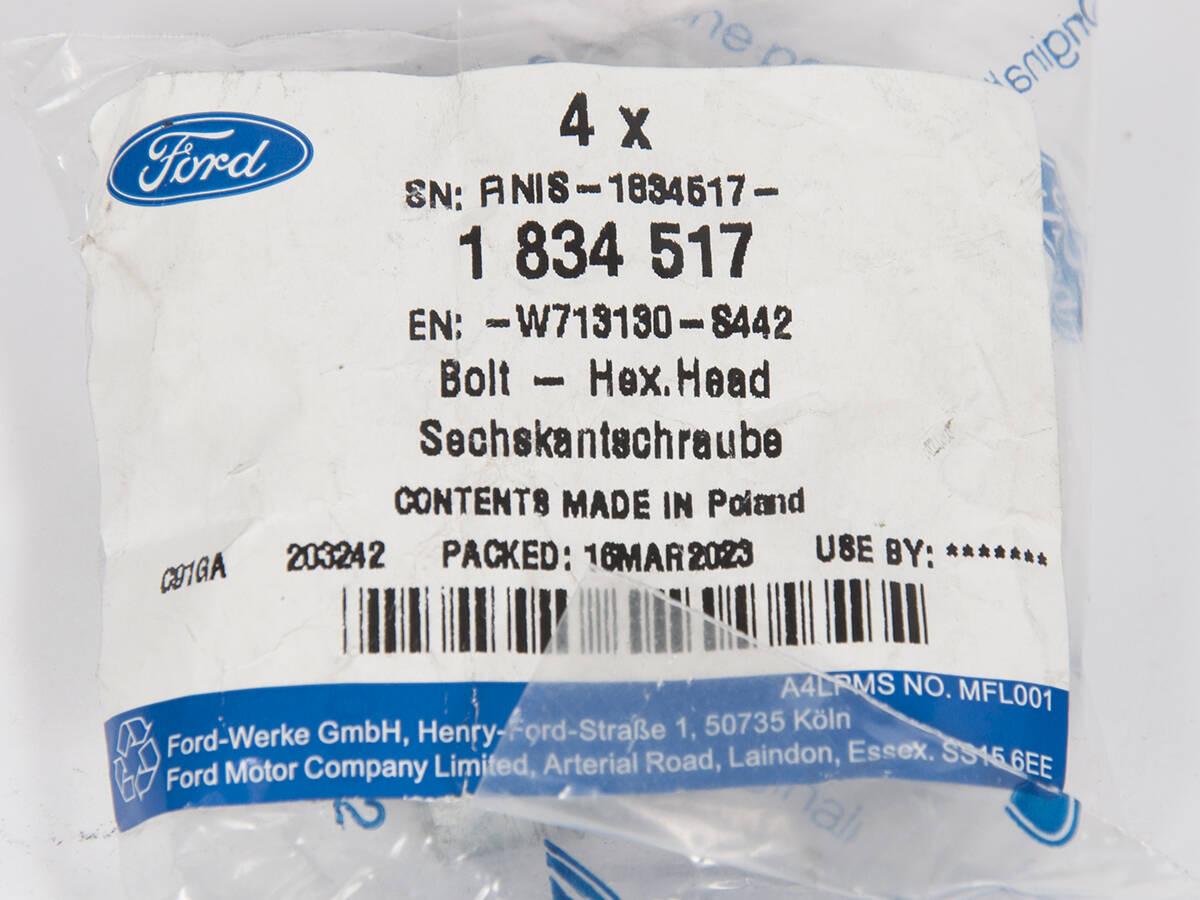 Ford
4 x
SN: FINIS-1834517-
1 834 517
EN: -W713130-S442
Bolt - Hex.Head
Sechskantschraube
CONTENTS MADE IN Poland
C91GA 203242 PACKED: 16MAR2023 USE BY: *******
A4LPMS NO. MFL001
Ford-Werke GmbH, Henry-Ford-Straße 1, 50735 Köln
Ford Motor Company Limited, Arterial Road, Laindon, Essex. SS15 6EE